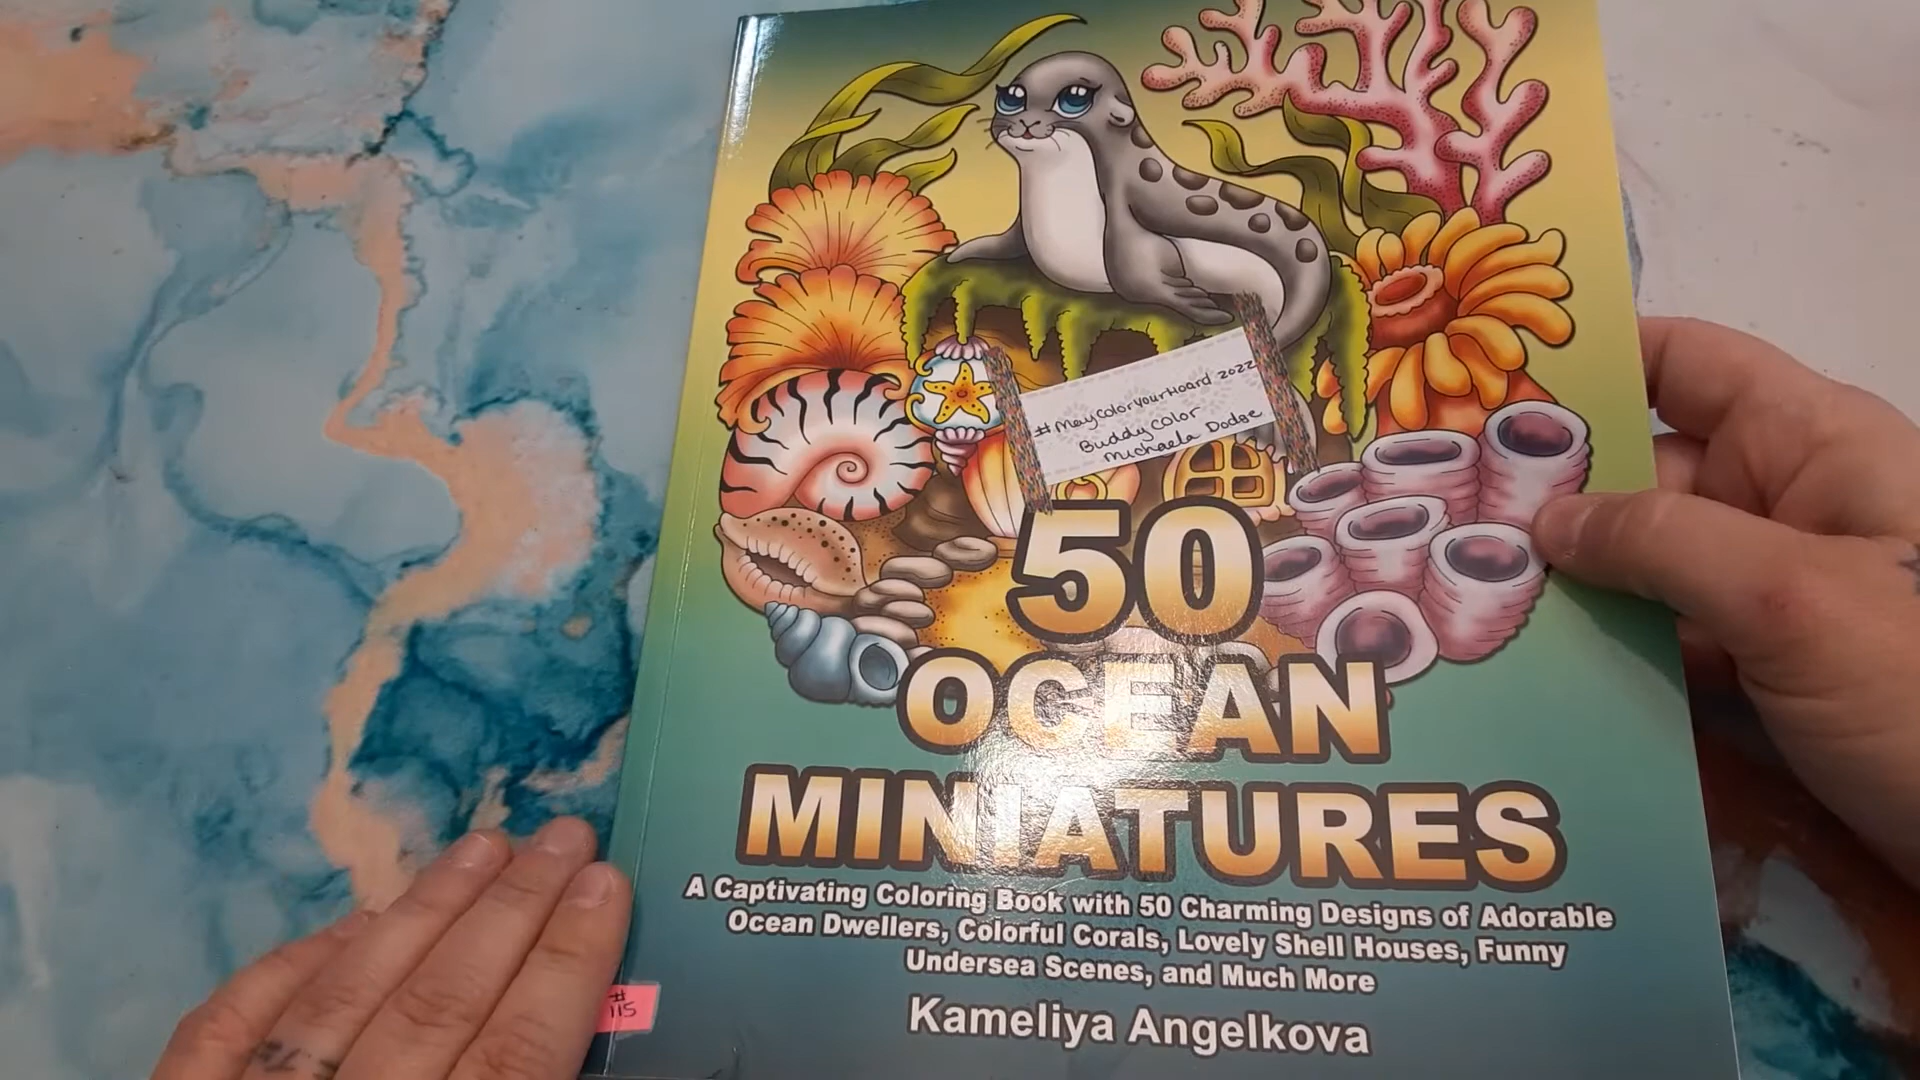 #MayColorYourHoard 2022
Buddy Color
Michaela Dodge
50
OCEAN
MINIATURES
A Captivating Coloring Book with 50 Charming Designs of Adorable
Ocean Dwellers, Colorful Corals, Lovely Shell Houses, Funny
Undersea Scenes, and Much More
Kameliya Angelkova
#
115